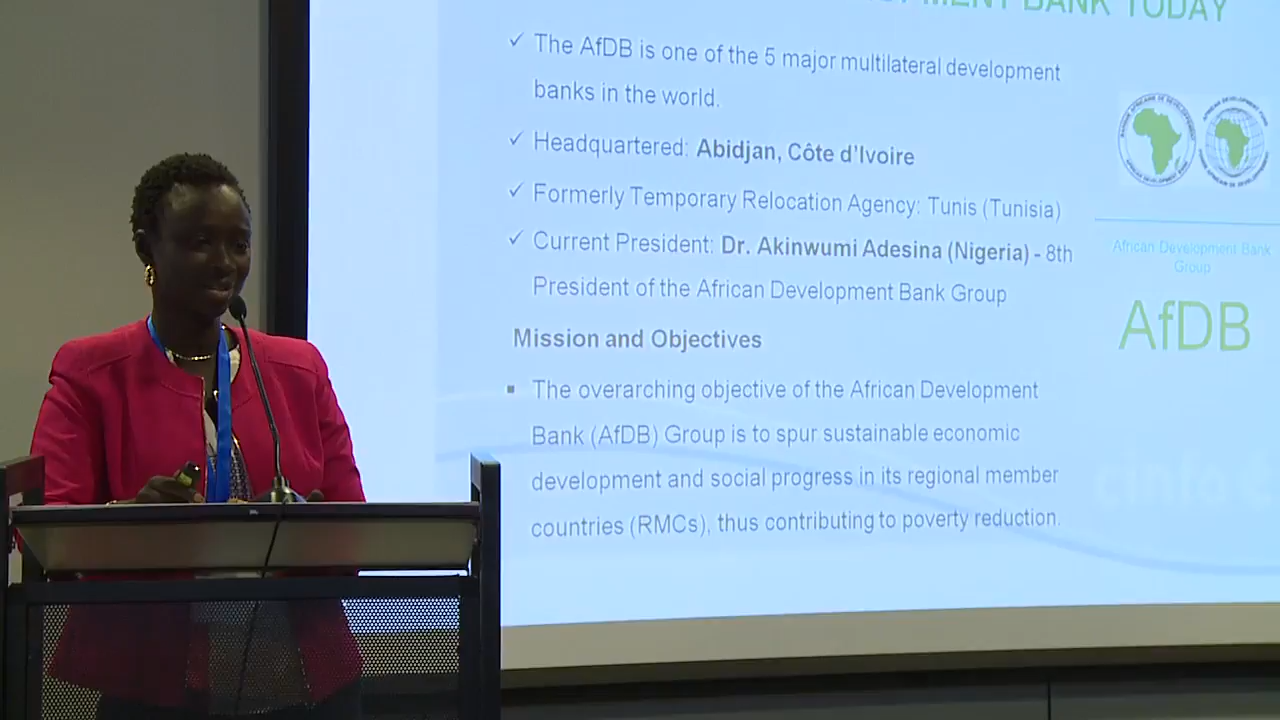 BANK TODAY
✓ The AfDB is one of the 5 major multilateral development
banks in the world.
✓ Headquartered: Abidjan, Côte d'Ivoire
✓ Formerly Temporary Relocation Agency: Tunis (Tunisia)
✓ Current President: Dr. Akinwumi Adesina (Nigeria) - 8th
President of the African Development Bank Group
Mission and Objectives
▪ The overarching objective of the African Development
Bank (AfDB) Group is to spur sustainable economic
development and social progress in its regional member
countries (RMCs), thus contributing to poverty reduction.
African Development Bank
Group
AfDB